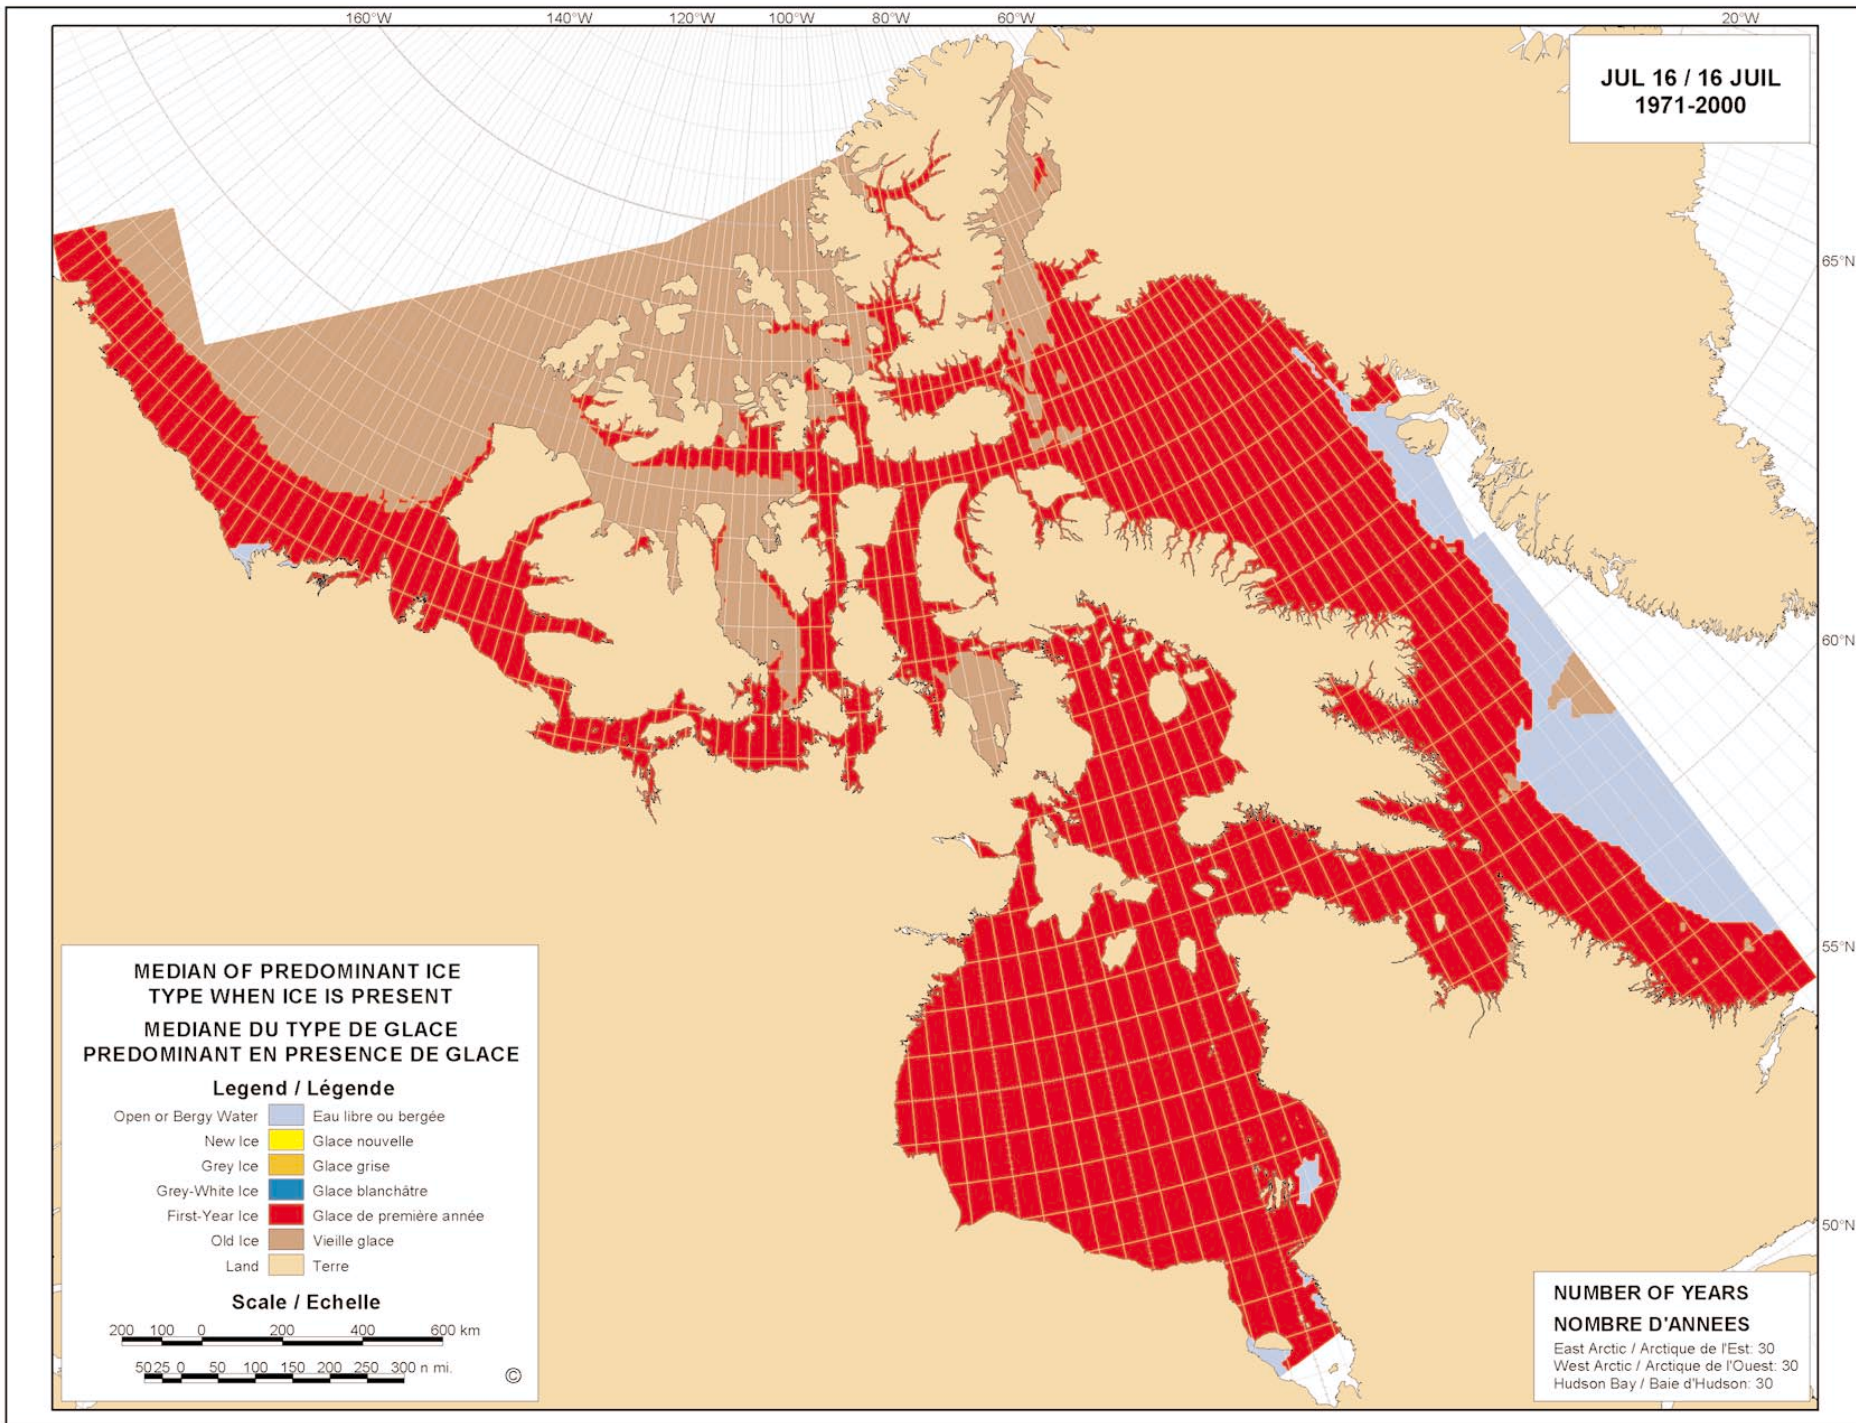 160°W 140°W 120°W 100°W 80°W 60°W 20°W
JUL 16 / 16 JUIL
1971-2000
65°N
60°N
55°N
50°N
MEDIAN OF PREDOMINANT ICE
TYPE WHEN ICE IS PRESENT
MEDIANE DU TYPE DE GLACE
PREDOMINANT EN PRESENCE DE GLACE
Legend / Légende
Open or Bergy Water Eau libre ou bergée
New Ice Glace nouvelle
Grey Ice Glace grise
Grey-White Ice Glace blanchâtre
First-Year Ice Glace de première année
Old Ice Vieille glace
Land Terre
Scale / Echelle
200 100 0 200 400 600 km
50 25 0 50 100 150 200 250 300 n mi.
©
NUMBER OF YEARS
NOMBRE D'ANNEES
East Arctic / Arctique de l'Est: 30
West Arctic / Arctique de l'Ouest: 30
Hudson Bay / Baie d'Hudson: 30